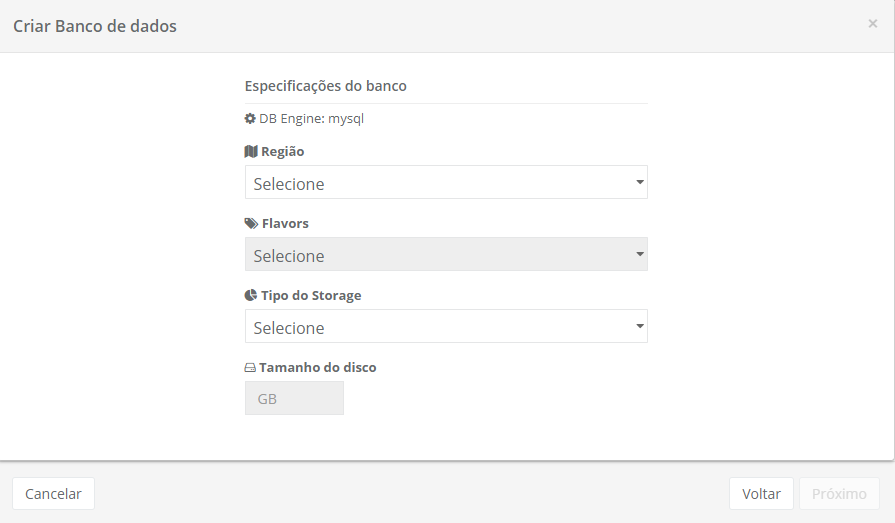 Criar Banco de dados
×
Especificações do banco
DB Engine: mysql
Região
Selecione
Flavors
Selecione
Tipo do Storage
Selecione
Tamanho do disco
GB
Cancelar
Voltar
Próximo